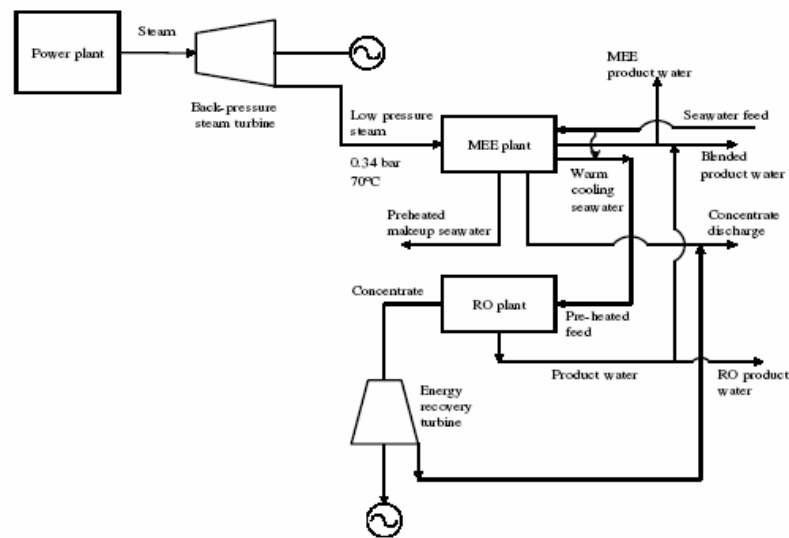 Power plant
Steam
Back-pressure
steam turbine
Low pressure
steam
0.34 bar
70°C
MEE plant
MEE
product water
Seawater feed
Blended
product water
Warm
cooling
seawater
Preheated
makeup seawater
Concentrate
discharge
Concentrate
RO plant
Pre-heated
feed
Product water
RO product
water
Energy
recovery
turbine